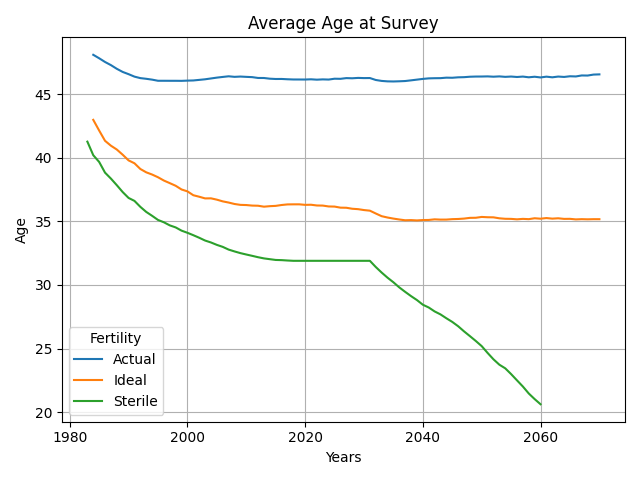 Average Age at Survey
Age
45
40
35
30
25
20
Fertility
Actual
Ideal
Sterile
1980 2000 2020 2040 2060
Years